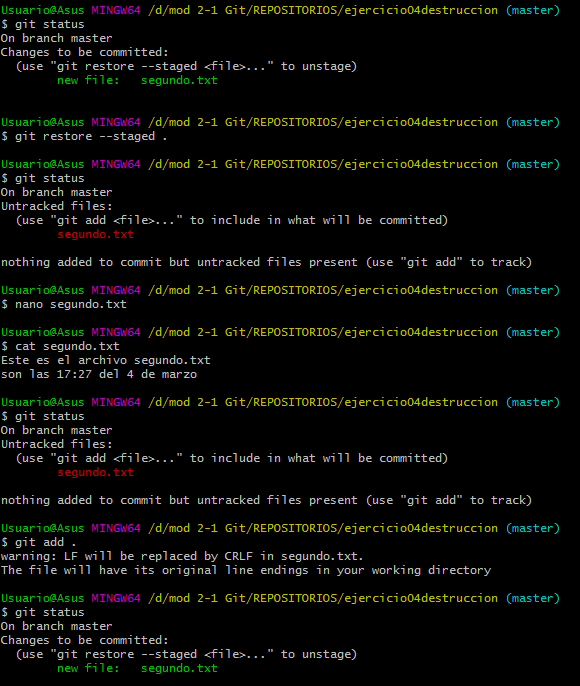 Usuario@Asus MINGW64 /d/mod 2-1 Git/REPOSITORIOS/ejercicio04destruccion (master)
$ git status
On branch master
Changes to be committed:
  (use "git restore --staged <file>..." to unstage)
        new file:   segundo.txt
Usuario@Asus MINGW64 /d/mod 2-1 Git/REPOSITORIOS/ejercicio04destruccion (master)
$ git restore --staged .
Usuario@Asus MINGW64 /d/mod 2-1 Git/REPOSITORIOS/ejercicio04destruccion (master)
$ git status
On branch master
Untracked files:
  (use "git add <file>..." to include in what will be committed)
        segundo.txt
nothing added to commit but untracked files present (use "git add" to track)
Usuario@Asus MINGW64 /d/mod 2-1 Git/REPOSITORIOS/ejercicio04destruccion (master)
$ nano segundo.txt
Usuario@Asus MINGW64 /d/mod 2-1 Git/REPOSITORIOS/ejercicio04destruccion (master)
$ cat segundo.txt
Este es el archivo segundo.txt
son las 17:27 del 4 de marzo
Usuario@Asus MINGW64 /d/mod 2-1 Git/REPOSITORIOS/ejercicio04destruccion (master)
$ git status
On branch master
Untracked files:
  (use "git add <file>..." to include in what will be committed)
        segundo.txt
nothing added to commit but untracked files present (use "git add" to track)
Usuario@Asus MINGW64 /d/mod 2-1 Git/REPOSITORIOS/ejercicio04destruccion (master)
$ git add .
warning: LF will be replaced by CRLF in segundo.txt.
The file will have its original line endings in your working directory
Usuario@Asus MINGW64 /d/mod 2-1 Git/REPOSITORIOS/ejercicio04destruccion (master)
$ git status
On branch master
Changes to be committed:
  (use "git restore --staged <file>..." to unstage)
        new file:   segundo.txt